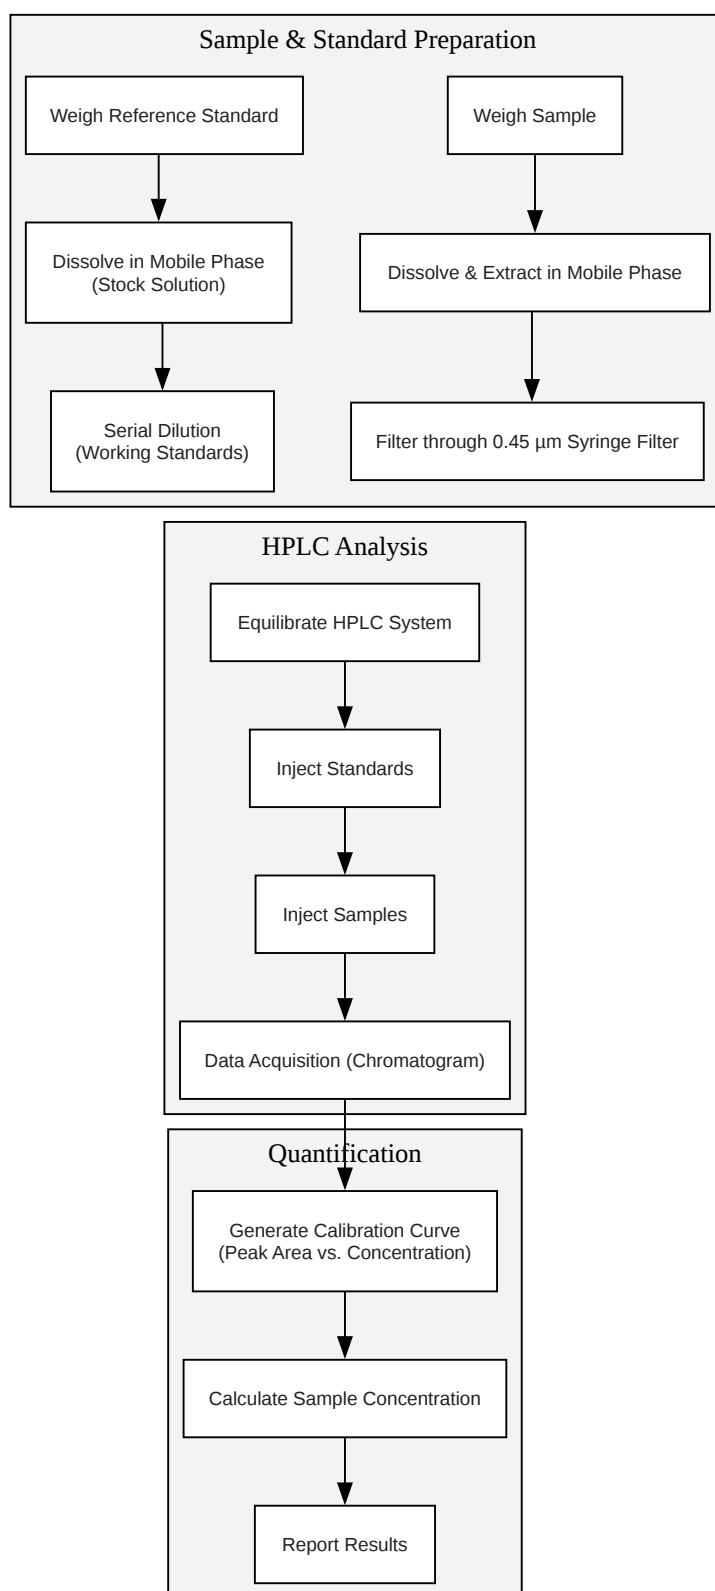 Sample & Standard Preparation
Weigh Reference Standard
Weigh Sample
Dissolve in Mobile Phase
(Stock Solution)
Dissolve & Extract in Mobile Phase
Serial Dilution
(Working Standards)
Filter through 0.45 µm Syringe Filter
HPLC Analysis
Equilibrate HPLC System
Inject Standards
Inject Samples
Data Acquisition (Chromatogram)
Quantification
Generate Calibration Curve
(Peak Area vs. Concentration)
Calculate Sample Concentration
Report Results